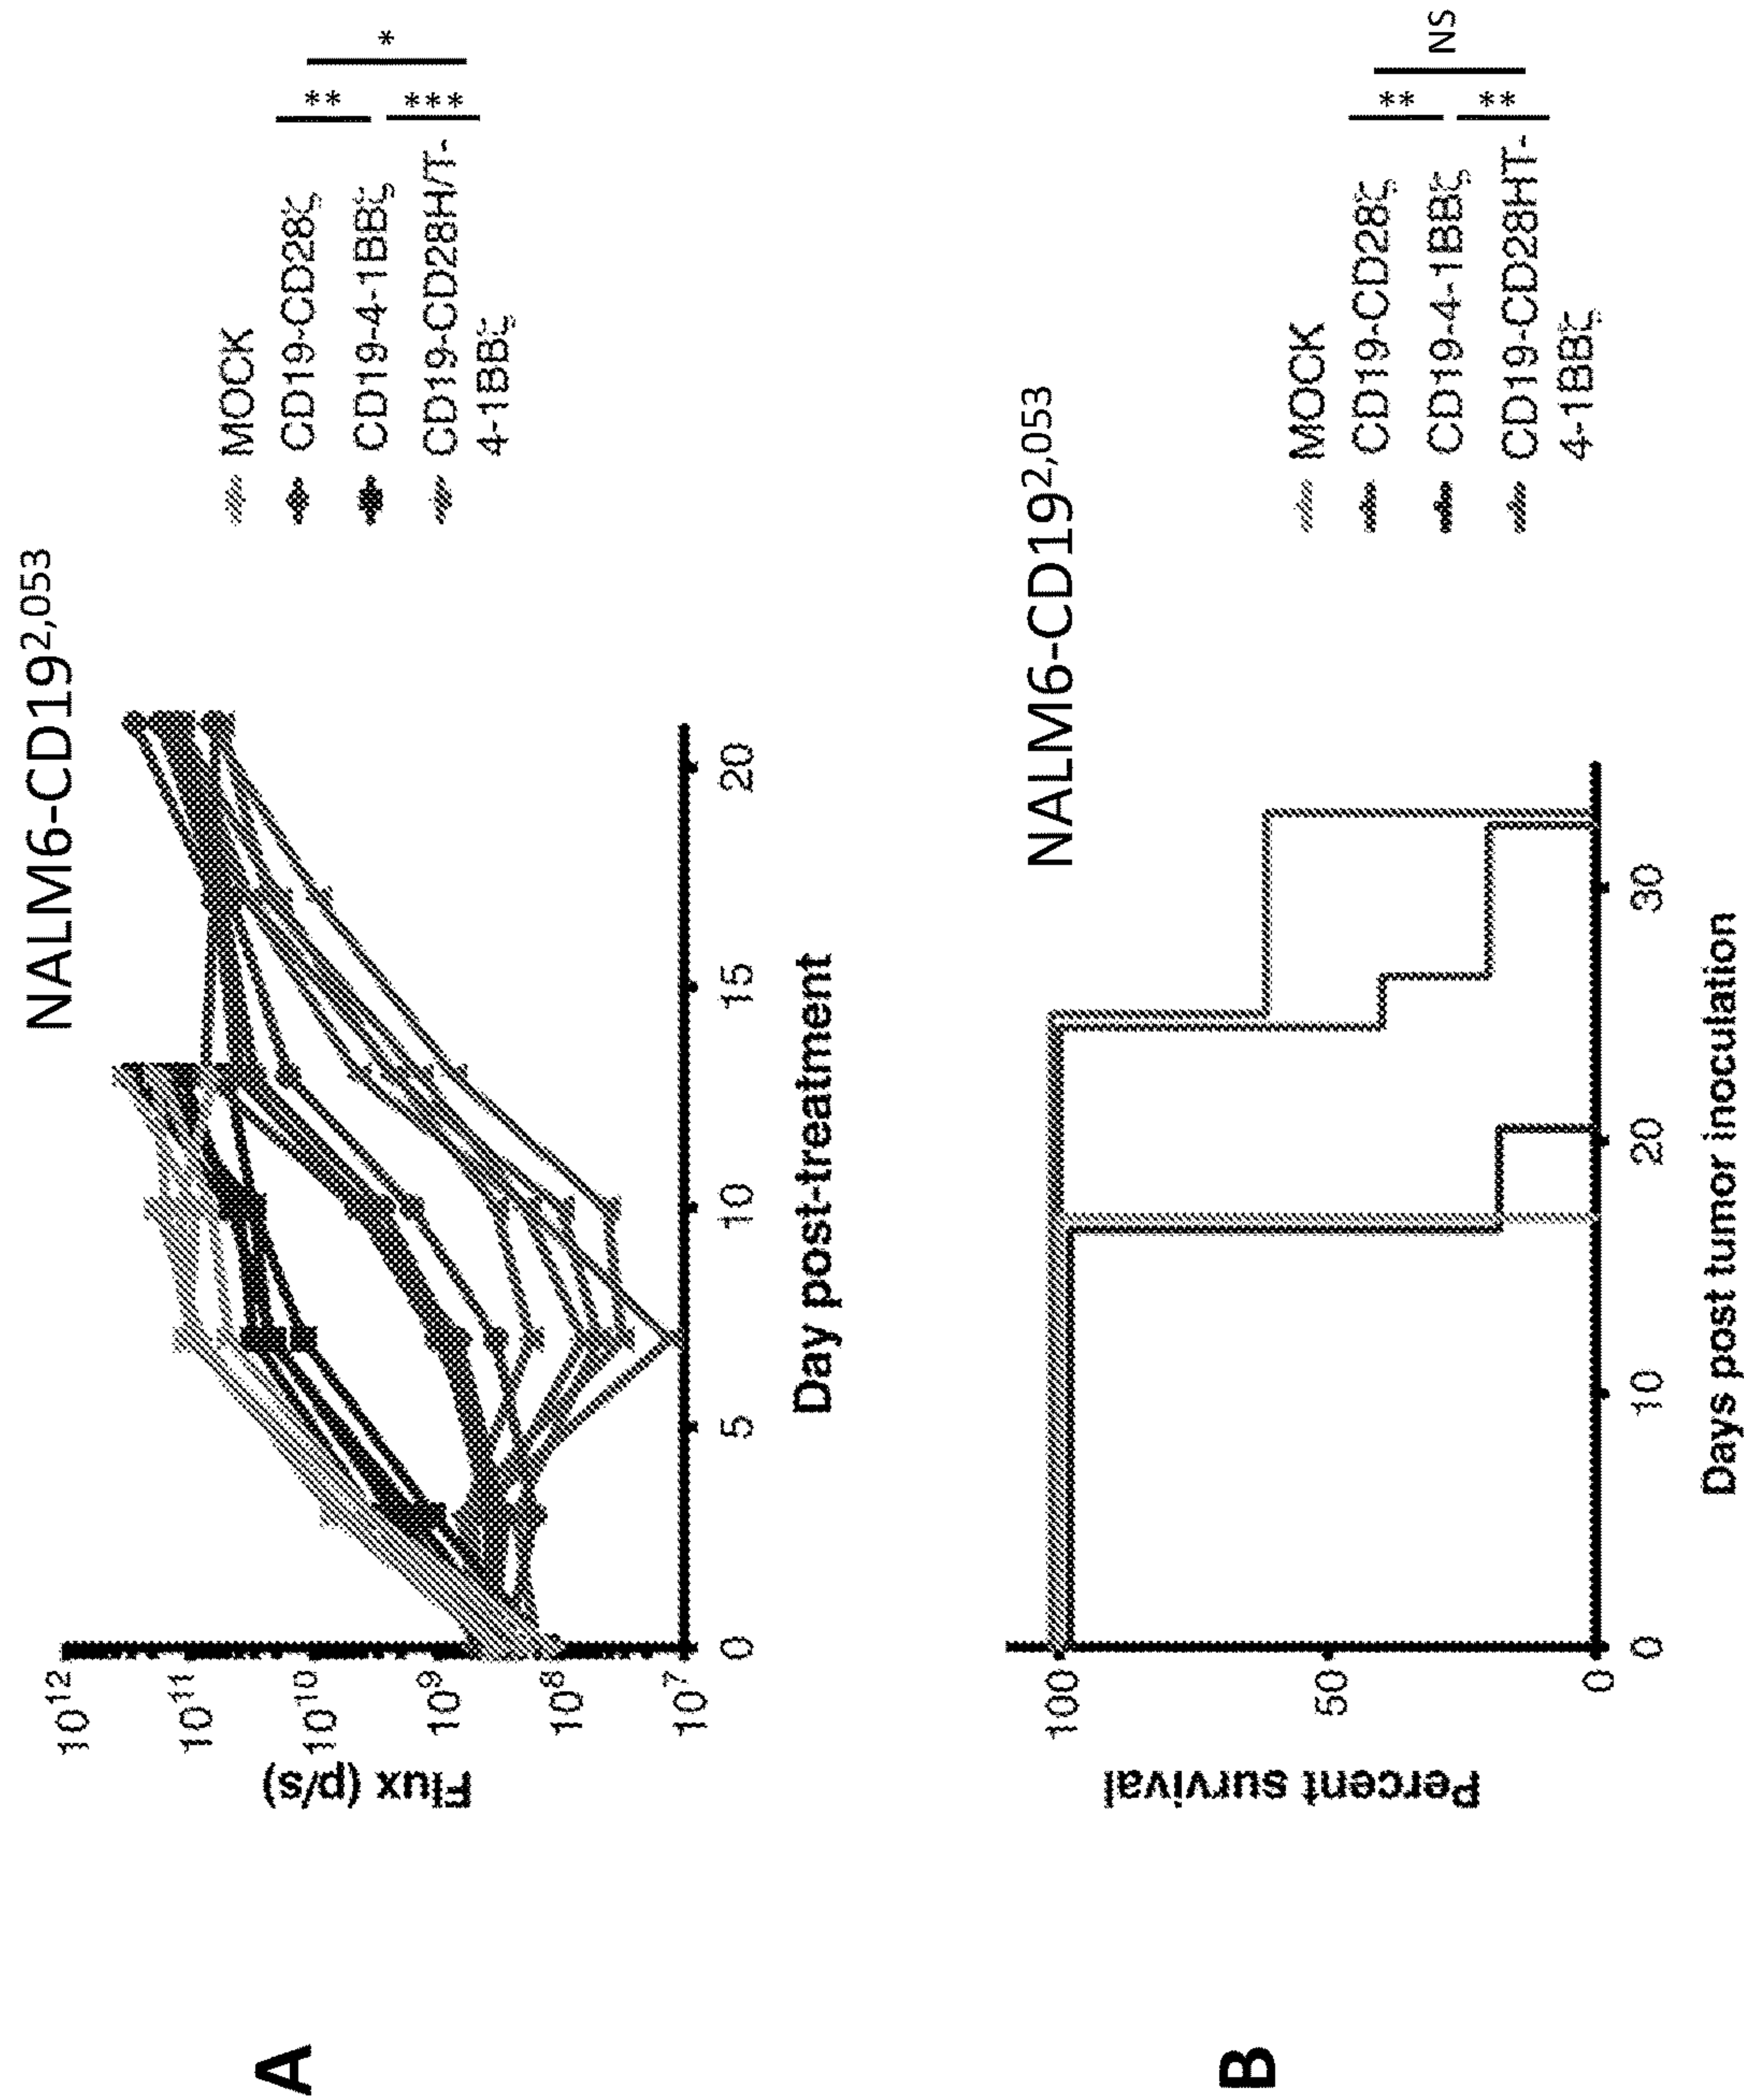 A
NALM6-CD192,053
Flux (p/s)
10^12
10^11
10^10
10^9
10^8
10^7
0
5
10
15
20
Day post-treatment
MOCK
CD19-CD28ζ
CD19-4-1BBζ
CD19-CD28H/T-
4-1BBζ
**
***
*
B
NALM6-CD19^2,053
Percent survival
100
50
0
0
10
20
30
Days post tumor inoculation
MOCK
CD19-CD28ζ
CD19-4-1BBζ
CD19-CD28HT-
4-1BBζ
**
**
NS